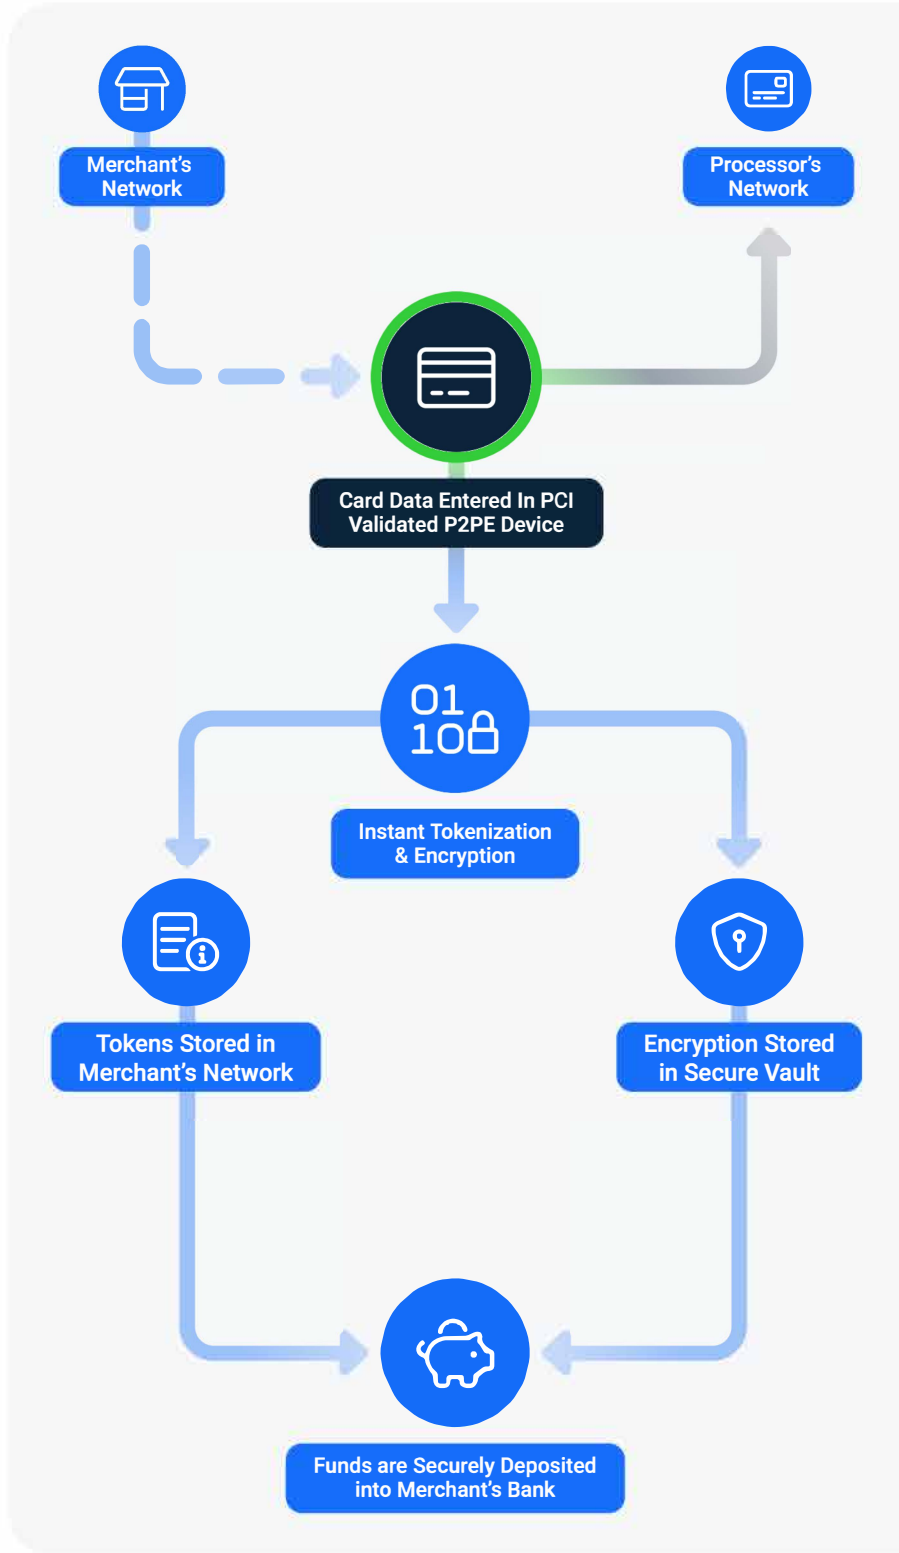 Merchant's
Network
Processor's
Network
Card Data Entered In PCI
Validated P2PE Device
01
10
Instant Tokenization
& Encryption
Tokens Stored in
Merchant's Network
Encryption Stored
in Secure Vault
Funds are Securely Deposited
into Merchant's Bank